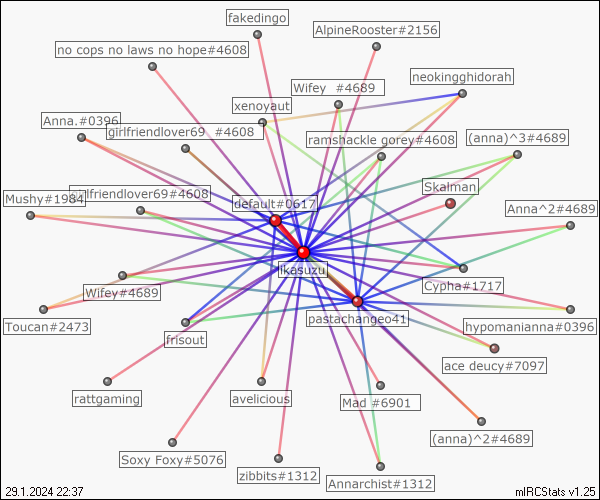 fakedingo
AlpineRooster#2156
no cops no laws no hope#4608
neokingghidorah
Wifey #4689
xenoyaut
Anna.#0396
girlfriendlover69 #4608
ramshackle gorey#4608
(anna)^3#4689
Skalman
Mushy#1984
girlfriendlover69#4608
default#0617
Anna^2#4689
ikasuzu
Cypha#1717
Wifey#4689
pastachangeo41
Toucan#2473
hypomanianna#0396
frisout
ace deucy#7097
rattgaming
avelicious
Mad #6901
(anna)^2#4689
Soxy Foxy#5076
zibbits#1312
Annarchist#1312
29.1.2024 22:37
mIRCStats v1.25